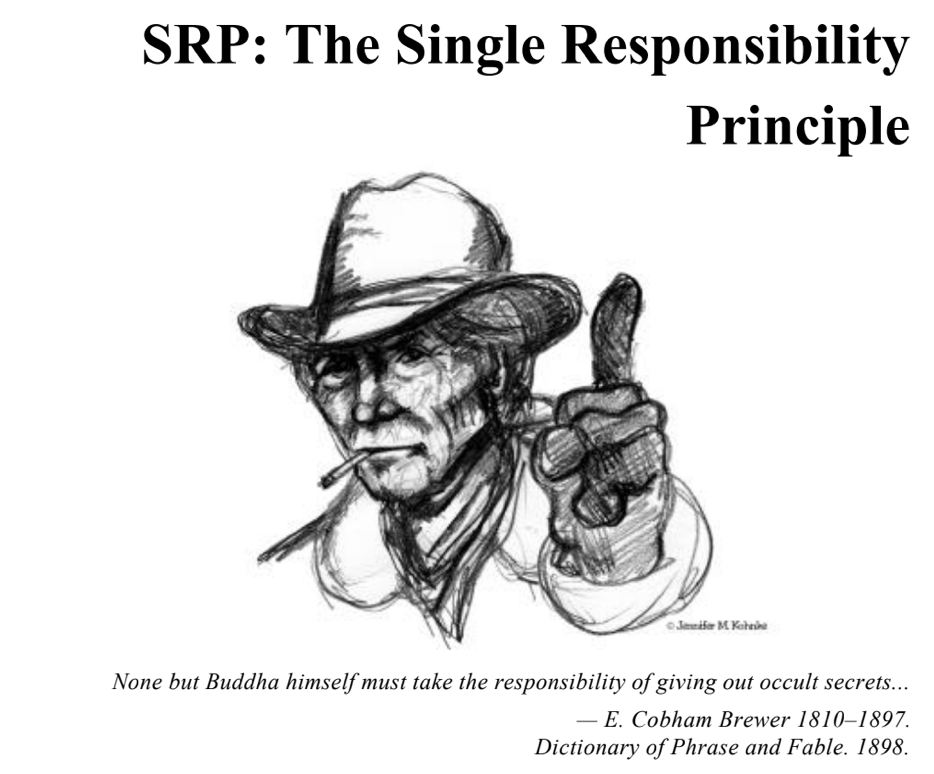 SRP: The Single Responsibility
Principle
© Jennifer M. Kohnke
None but Buddha himself must take the responsibility of giving out occult secrets...
— E. Cobham Brewer 1810–1897.
Dictionary of Phrase and Fable. 1898.